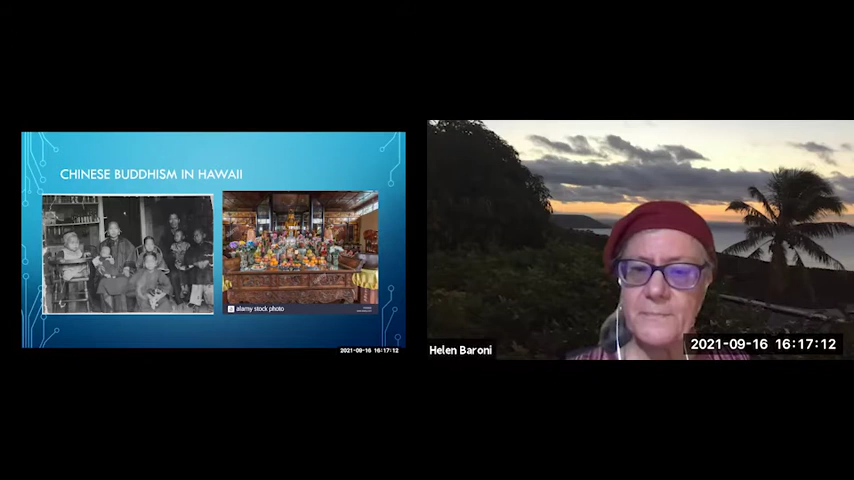 CHINESE BUDDHISM IN HAWAII
alamy stock photo
2021-09-16 16:17:12
Helen Baroni
2021-09-16 16:17:12